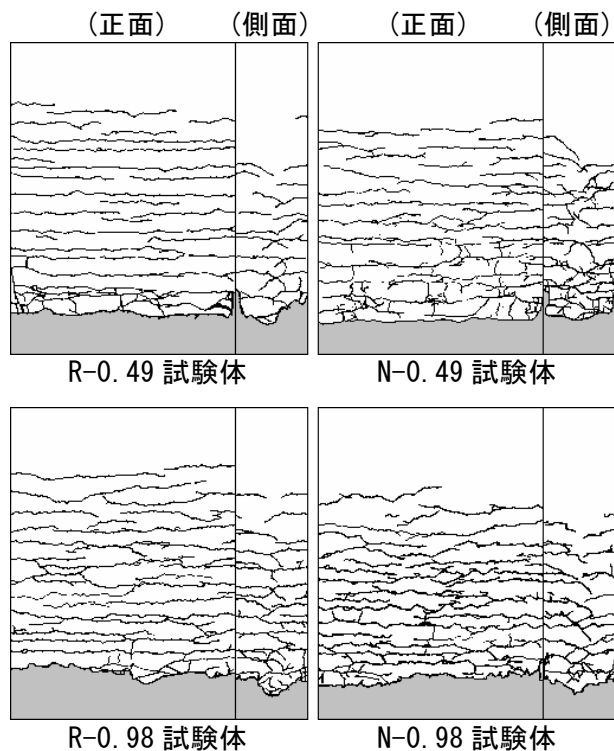 (正面) (側面) (正面) (側面)
R-0.49 試験体 N-0.49 試験体
R-0.98 試験体 N-0.98 試験体